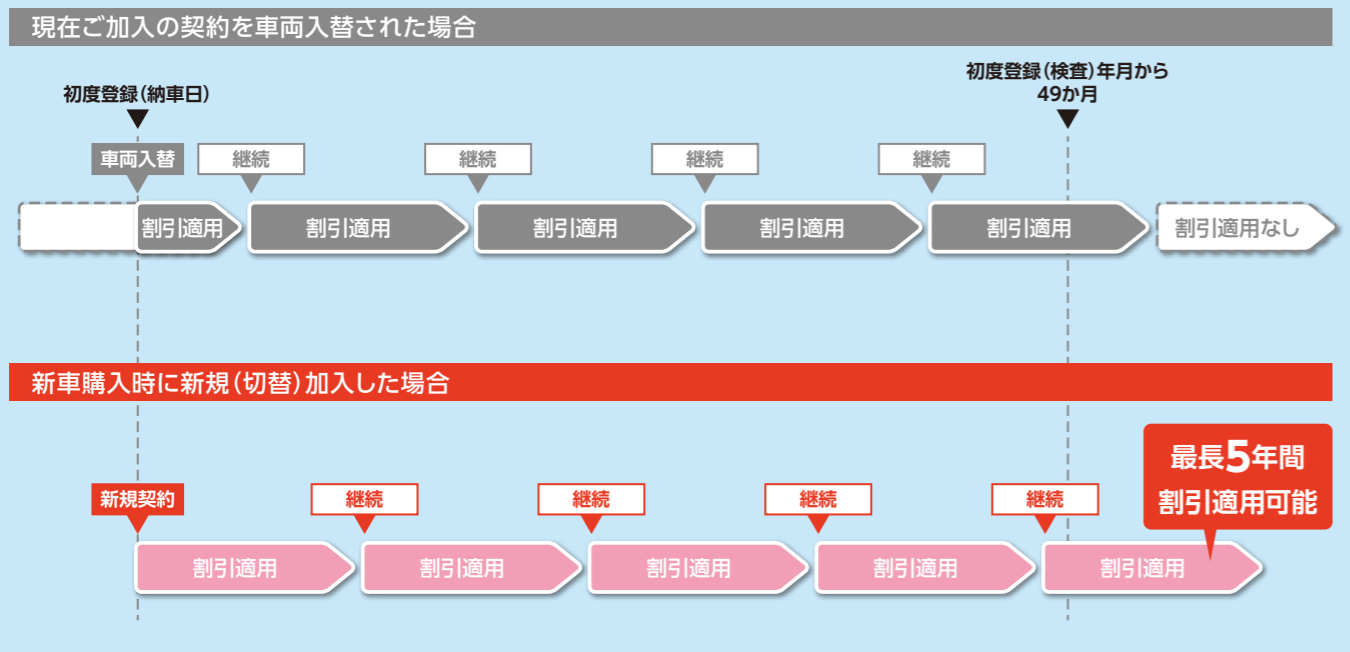 現在ご加入の契約を車両入替された場合
初度登録(納車日)
初度登録(検査)年月から
49か月
車両入替
継続
継続
継続
継続
割引適用
割引適用
割引適用
割引適用
割引適用
割引適用なし
新車購入時に新規(切替)加入した場合
最長5年間
割引適用可能
新規契約
継続
継続
継続
継続
割引適用
割引適用
割引適用
割引適用
割引適用